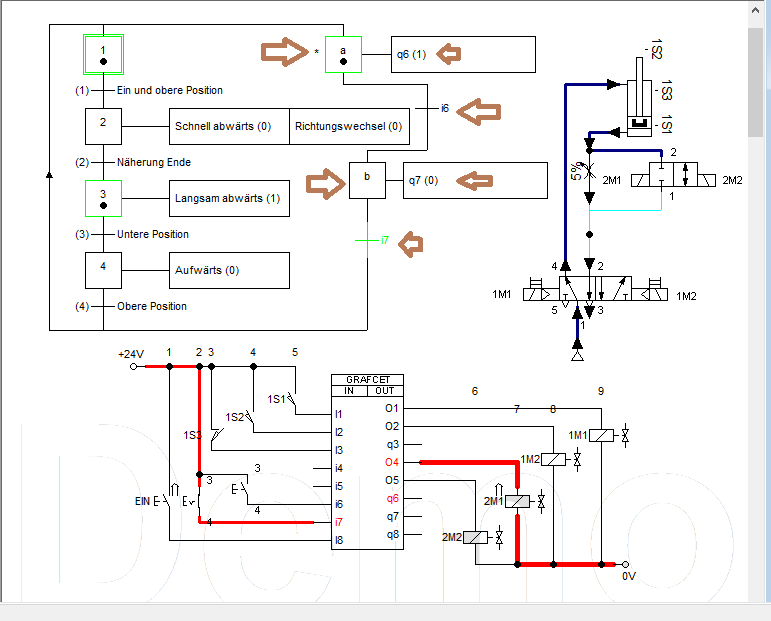 1
* a
q6 (1)
(1) Ein und obere Position
i6
2
Schnell abwärts (0)
Richtungswechsel (0)
(2) Näherung Ende
b
q7 (0)
3
Langsam abwärts (1)
(3) Untere Position
i7
4
Aufwärts (0)
(4) Obere Position
1S2
1S3
1S1
5%
2
2M1
2M2
1
4
2
1M1
1M2
5
3
1
+24V
1
2
3
4
5
GRAFCET
IN
OUT
6
7
8
9
1S1
I1
O1
1S2
I2
O2
1S3
I3
q3
1M1
3
I4
O4
1M2
3
E
I5
O5
EIN
E
E
4
I6
q6
2M1
4
I7
q7
I8
q8
2M2
0V
Demo